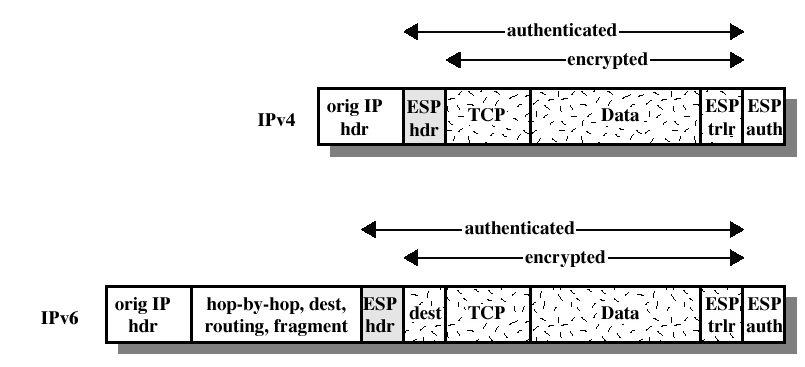 authenticated
encrypted
IPv4
orig IP
hdr
ESP
hdr
TCP
Data
ESP
trlr
ESP
auth
authenticated
encrypted
IPv6
orig IP
hdr
hop-by-hop, dest,
routing, fragment
ESP
hdr
dest
TCP
Data
ESP
trlr
ESP
auth